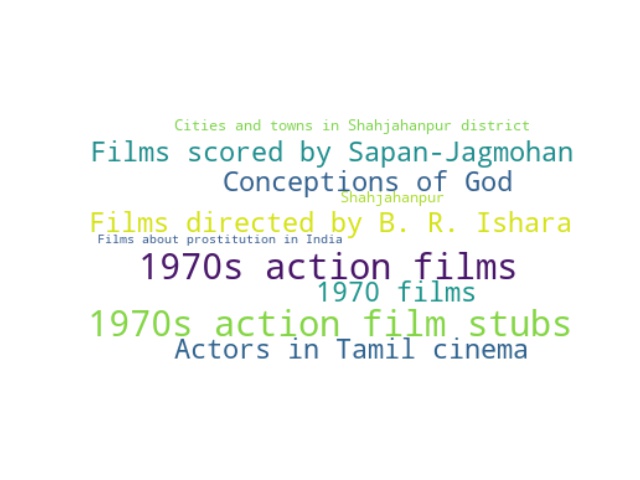 Cities and towns in Shahjahanpur district
Films scored by Sapan-Jagmohan
Conceptions of God
Shahjahanpur
Films directed by B. R. Ishara
Films about prostitution in India
1970s action films
1970 films
1970s action film stubs
Actors in Tamil cinema